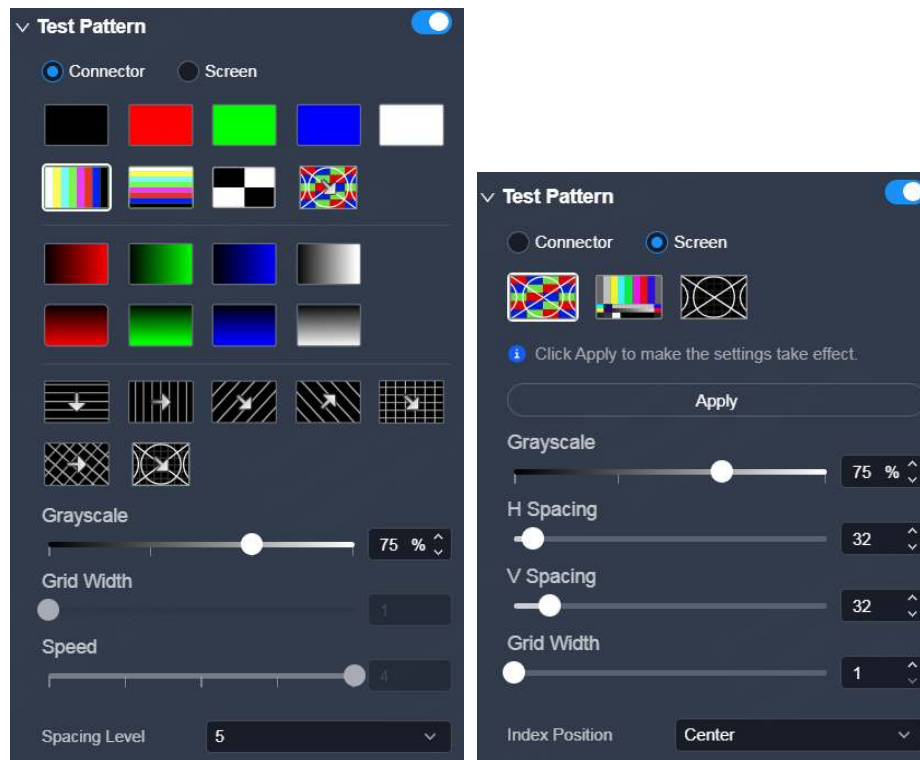 Test Pattern
Connector Screen
Grayscale
75 %
Grid Width
1
Speed
4
Spacing Level 5
Test Pattern
Connector Screen
Click Apply to make the settings take effect.
Apply
Grayscale
75 %
H Spacing
32
V Spacing
32
Grid Width
1
Index Position Center